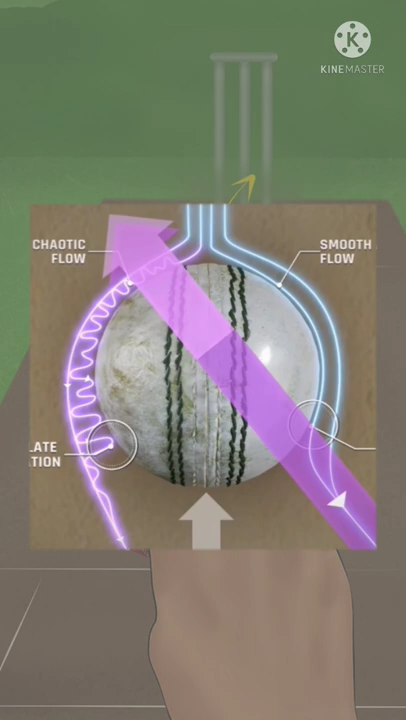 K
KINEMASTER
CHAOTIC
FLOW
SMOOTH
FLOW
LATE
TION